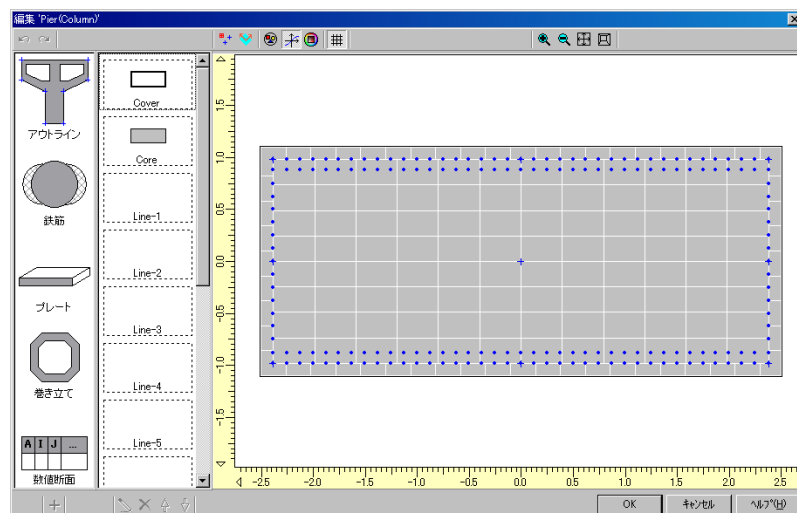 編集 'Pier(Column)'
アウトライン
鉄筋
プレート
巻き立て
A I J ...
数値断面
Cover
Core
Line-1
Line-2
Line-3
Line-4
Line-5
1.5
1.0
0.5
0.0
-0.5
-1.0
-1.5
-2.5 -2.0 -1.5 -1.0 -0.5 0.0 0.5 1.0 1.5 2.0 2.5
OK キャンセル ヘルプ(H)